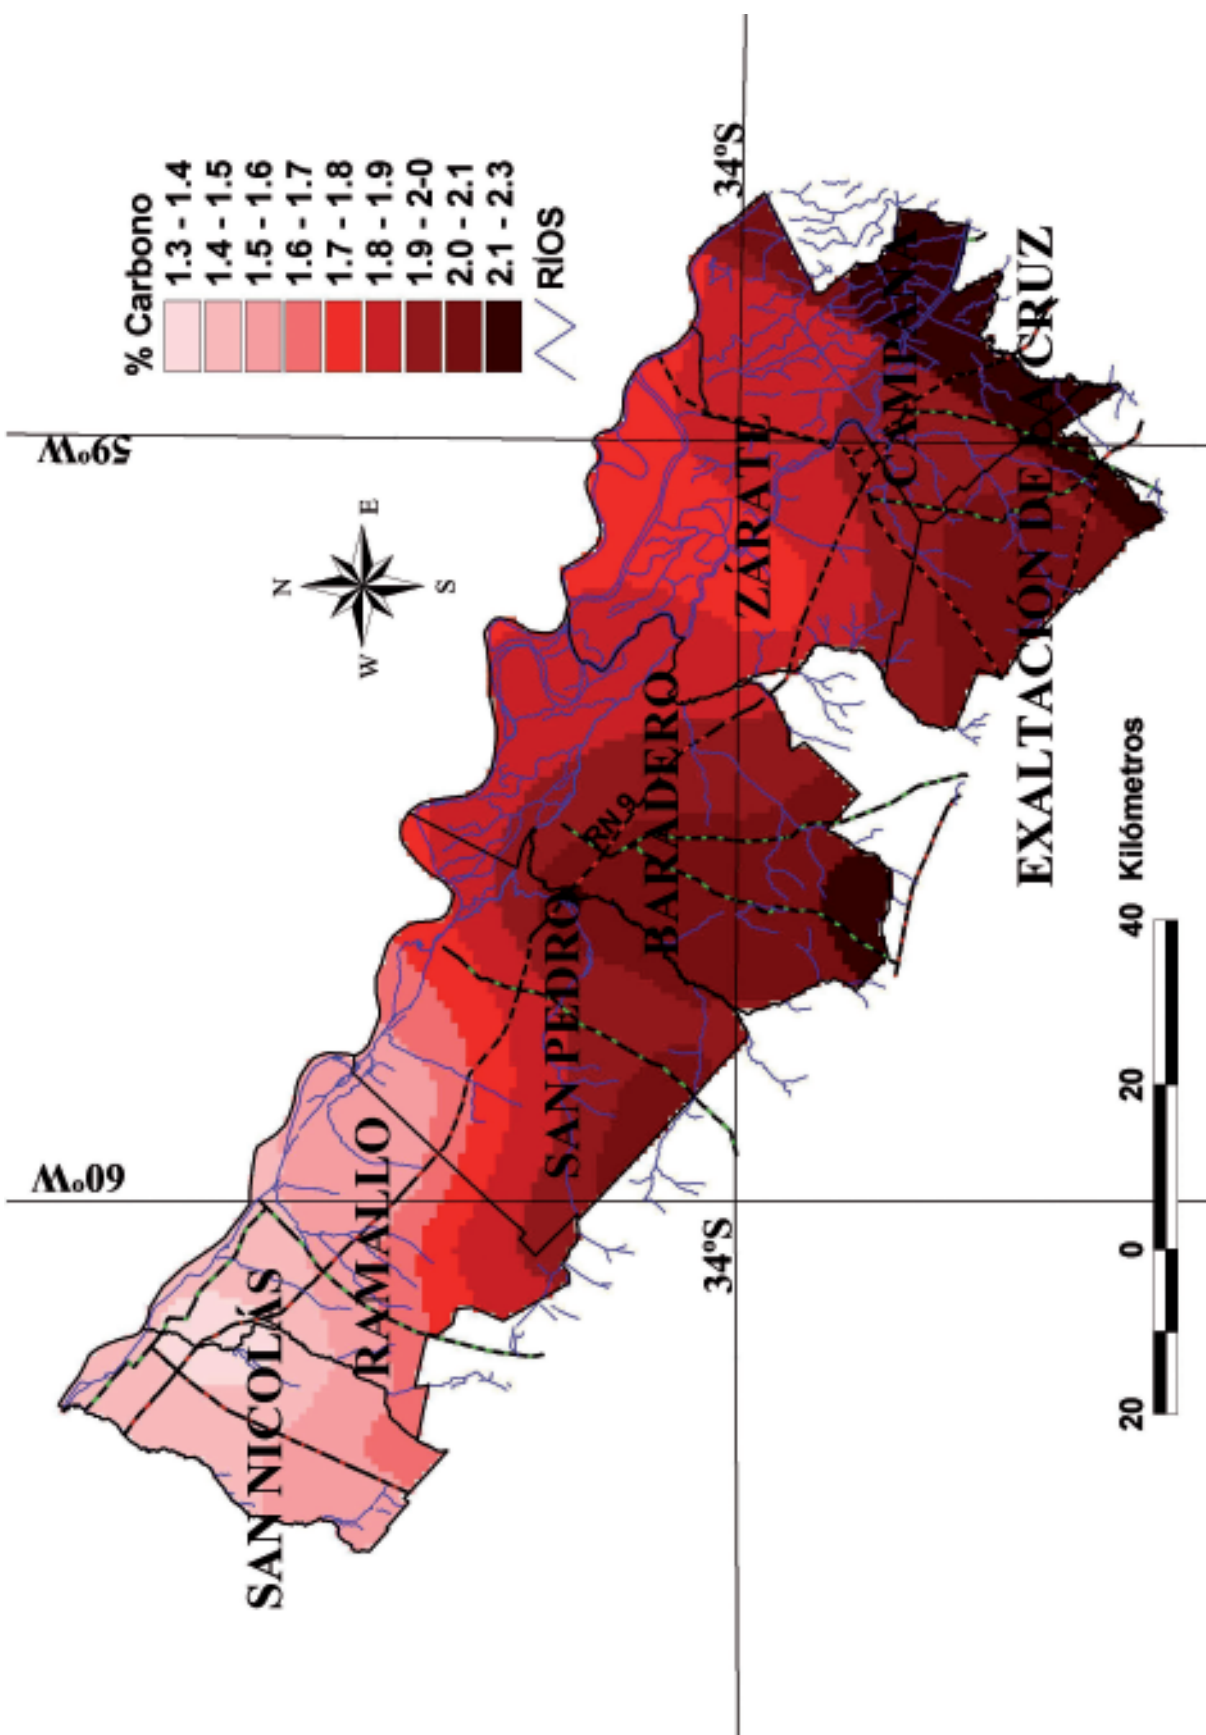 % Carbono
1.3 - 1.4
1.4 - 1.5
1.5 - 1.6
1.6 - 1.7
1.7 - 1.8
1.8 - 1.9
1.9 - 2-0
2.0 - 2.1
2.1 - 2.3
RÍOS
60°W
59°W
N
W
E
S
SAN NICOLÁS
RAMALLO
SAN PEDRO
RN 9
BARADERO
ZÁRATE
34°S
34°S
CAMPANA
EXALTACIÓN DE LA CRUZ
20
0
20
40
Kilómetros